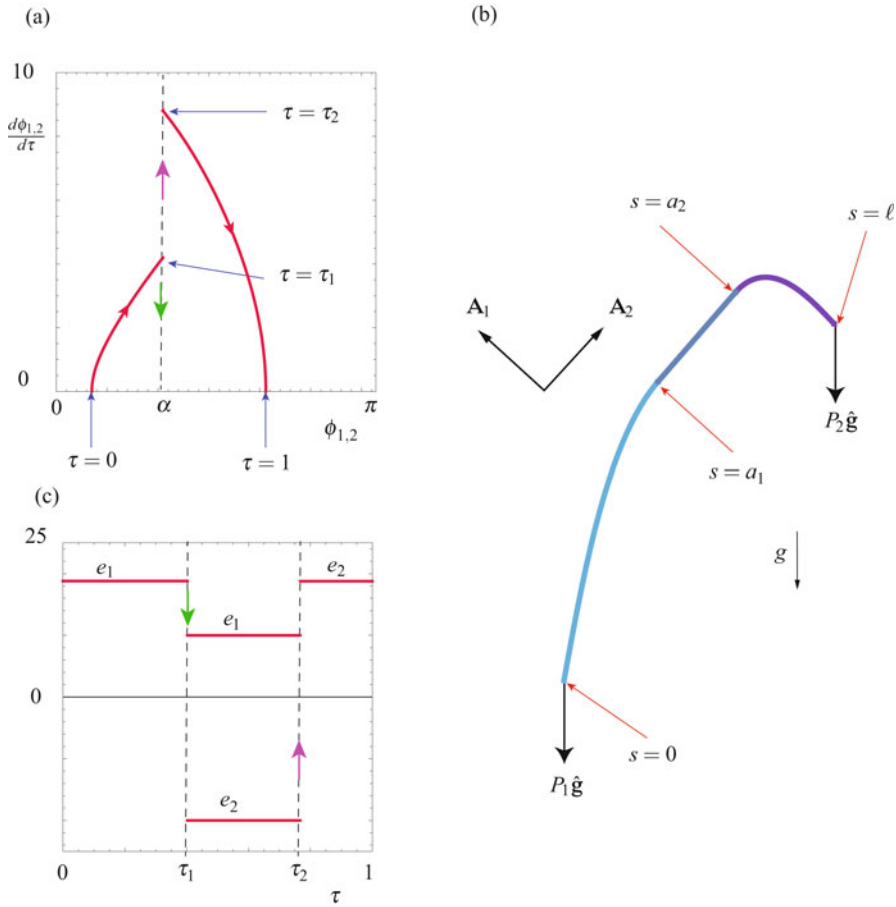 (a)
10
dϕ₁,₂
dτ
τ = τ₂
τ = τ₁
0
0
α
π
ϕ₁,₂
τ = 0
τ = 1
(b)
s = a₂
s = ℓ
A₁
A₂
P₂ĝ
s = a₁
g
s = 0
P₁ĝ
(c)
25
e₁
e₂
e₁
0
e₂
0
τ₁
τ₂
1
τ